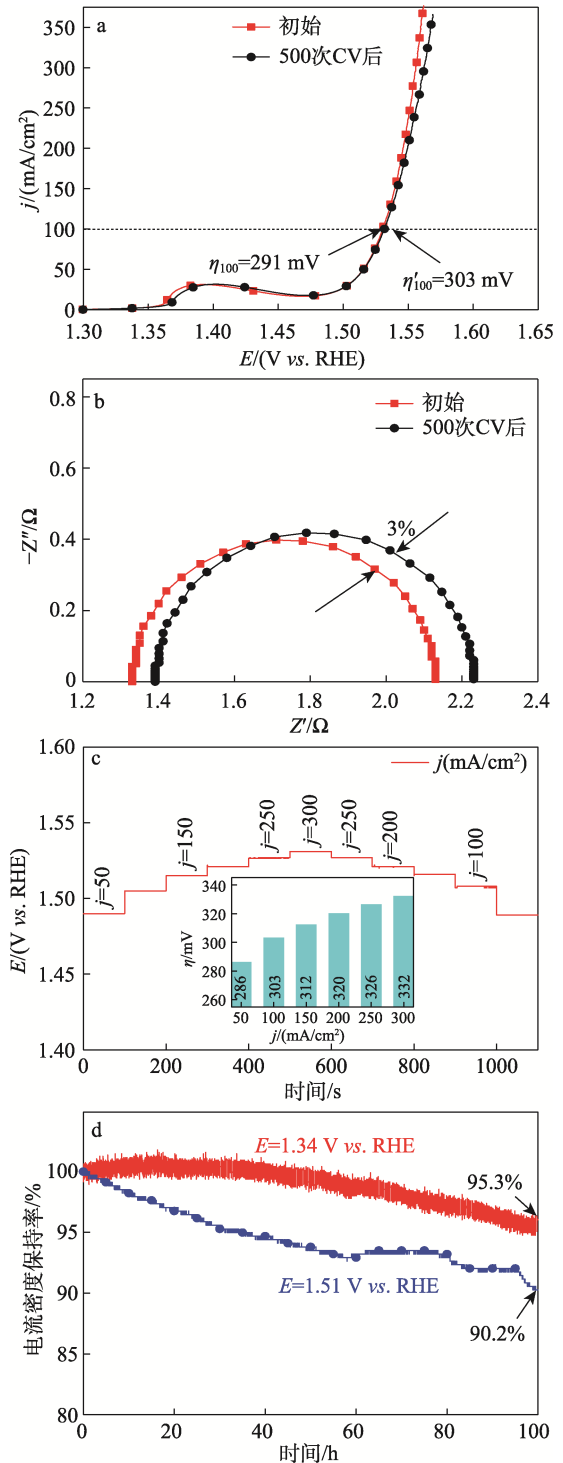 a
初始
500次CV后
350
300
250
200
150
100
50
0
j/(mA/cm²)
η₁₀₀=291 mV
η′₁₀₀=303 mV
1.30 1.35 1.40 1.45 1.50 1.55 1.60 1.65
E/(V vs. RHE)
b
初始
500次CV后
0.8
0.6
0.4
0.2
0
−Z″/Ω
3%
1.2 1.4 1.6 1.8 2.0 2.2 2.4
Z′/Ω
c
j(mA/cm²)
1.60
1.55
1.50
1.45
1.40
E/(V vs. RHE)
j=50
j=150
j=250
j=300
j=250
j=200
j=100
340
320
300
280
260
η/mV
286 303 312 320 326 332
50 100 150 200 250 300
j/(mA/cm²)
0 200 400 600 800 1000
时间/s
d
E=1.34 V vs. RHE
95.3%
100
95
90
85
80
电流密度保持率/%
E=1.51 V vs. RHE
90.2%
0 20 40 60 80 100
时间/h